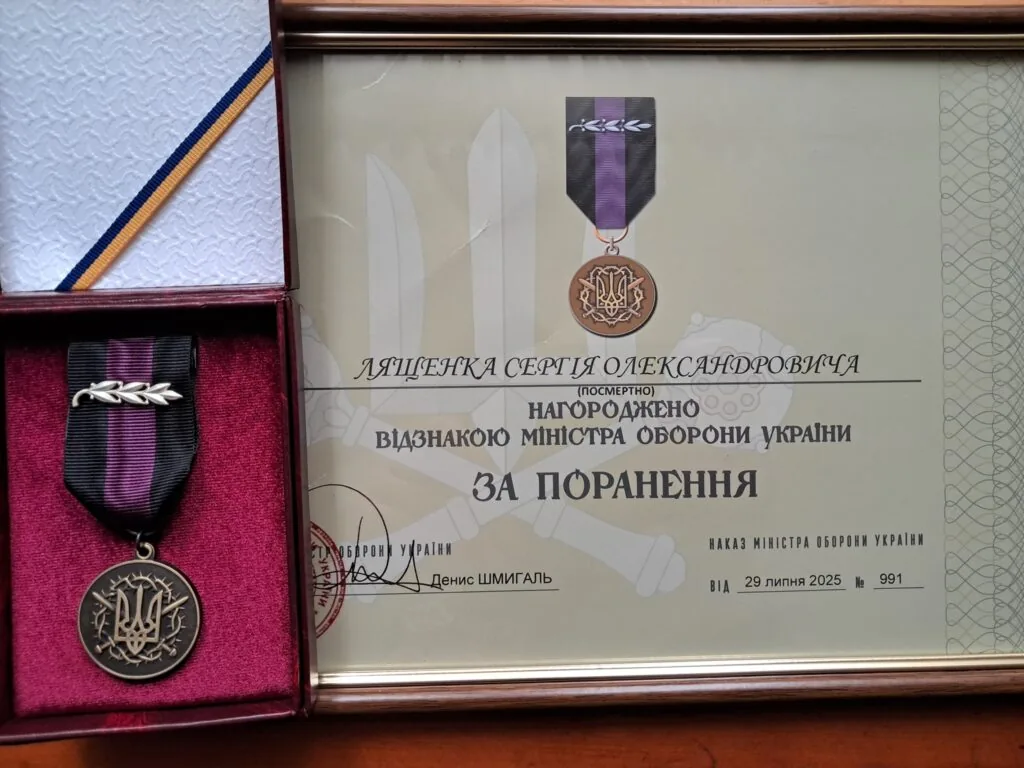 ЛЯЩЕНКА СЕРГІЯ ОЛЕКСАНДРОВИЧА
(ПОСМЕРТНО)
НАГОРОДЖЕНО
ВІДЗНАКОЮ МІНІСТРА ОБОРОНИ УКРАЇНИ
ЗА ПОРАНЕННЯ
ОБОРОНИ УКРАЇНИ
Денис ШМИГАЛЬ
НАКАЗ МІНІСТРА ОБОРОНИ УКРАЇНИ
ВІД 29 липня 2025 № 991